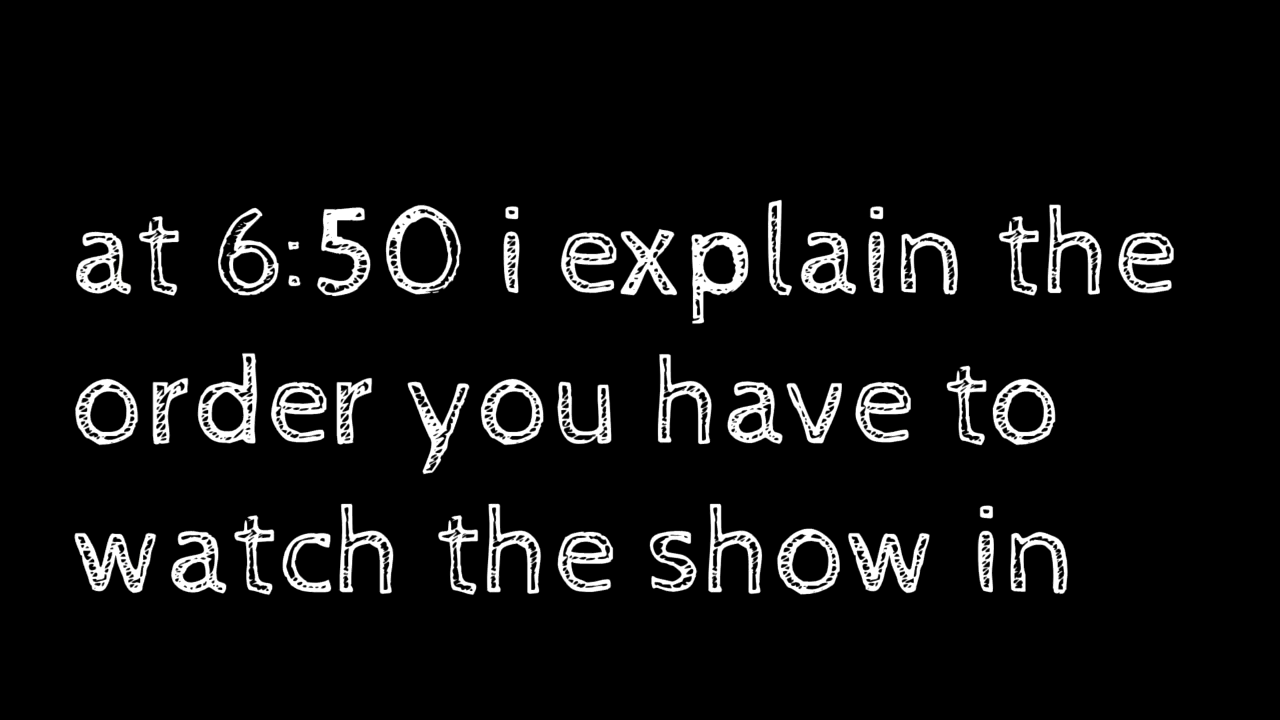 at 6:50 i explain the
order you have to
watch the show in